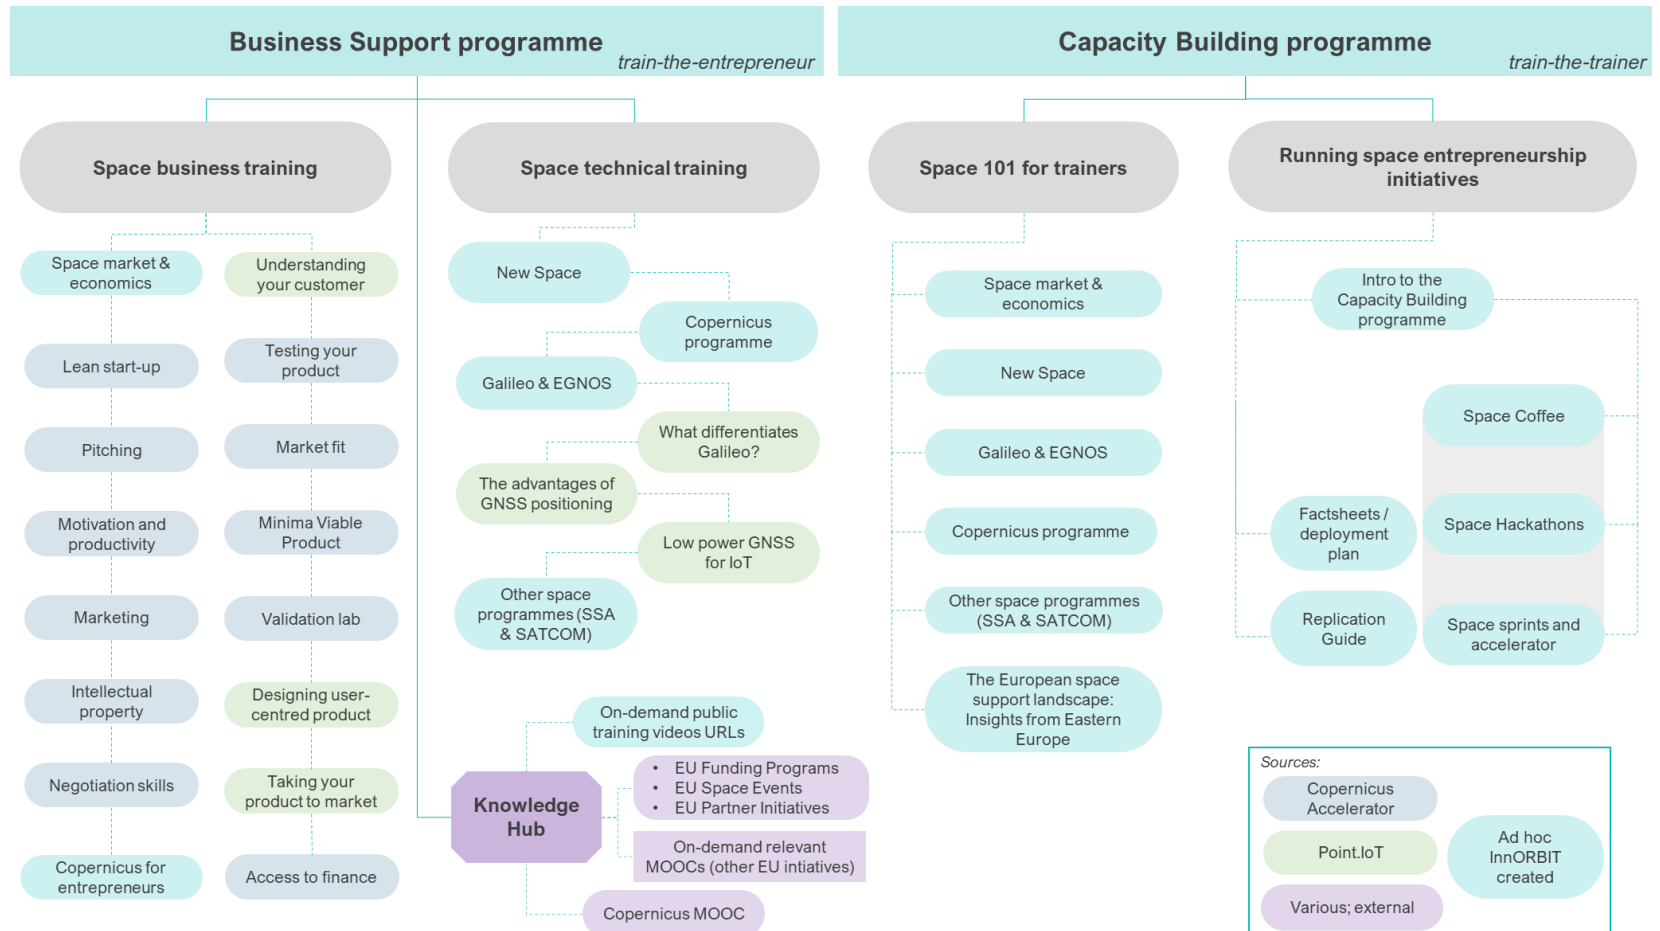 Business Support programme
train-the-entrepreneur
Capacity Building programme
train-the-trainer
Space business training
Space technical training
Space 101 for trainers
Running space entrepreneurship
initiatives
Space market &
economics
Lean start-up
Pitching
Motivation and
productivity
Marketing
Intellectual
property
Negotiation skills
Copernicus for
entrepreneurs
Understanding
your customer
Testing your
product
Market fit
Minima Viable
Product
Validation lab
Designing user-
centred product
Taking your
product to market
Access to finance
New Space
Copernicus
programme
Galileo & EGNOS
What differentiates
Galileo?
The advantages of
GNSS positioning
Low power GNSS
for IoT
Other space
programmes (SSA
& SATCOM)
Knowledge
Hub
On-demand public
training videos URLs
• EU Funding Programs
• EU Space Events
• EU Partner Initiatives
On-demand relevant
MOOCs (other EU intiatives)
Copernicus MOOC
Space market &
economics
New Space
Galileo & EGNOS
Copernicus programme
Other space programmes
(SSA & SATCOM)
The European space
support landscape:
Insights from Eastern
Europe
Intro to the
Capacity Building
programme
Factsheets /
deployment
plan
Replication
Guide
Space Coffee
Space Hackathons
Space sprints and
accelerator
Sources:
Copernicus
Accelerator
Point.IoT
Various; external
Ad hoc
InnORBIT
created